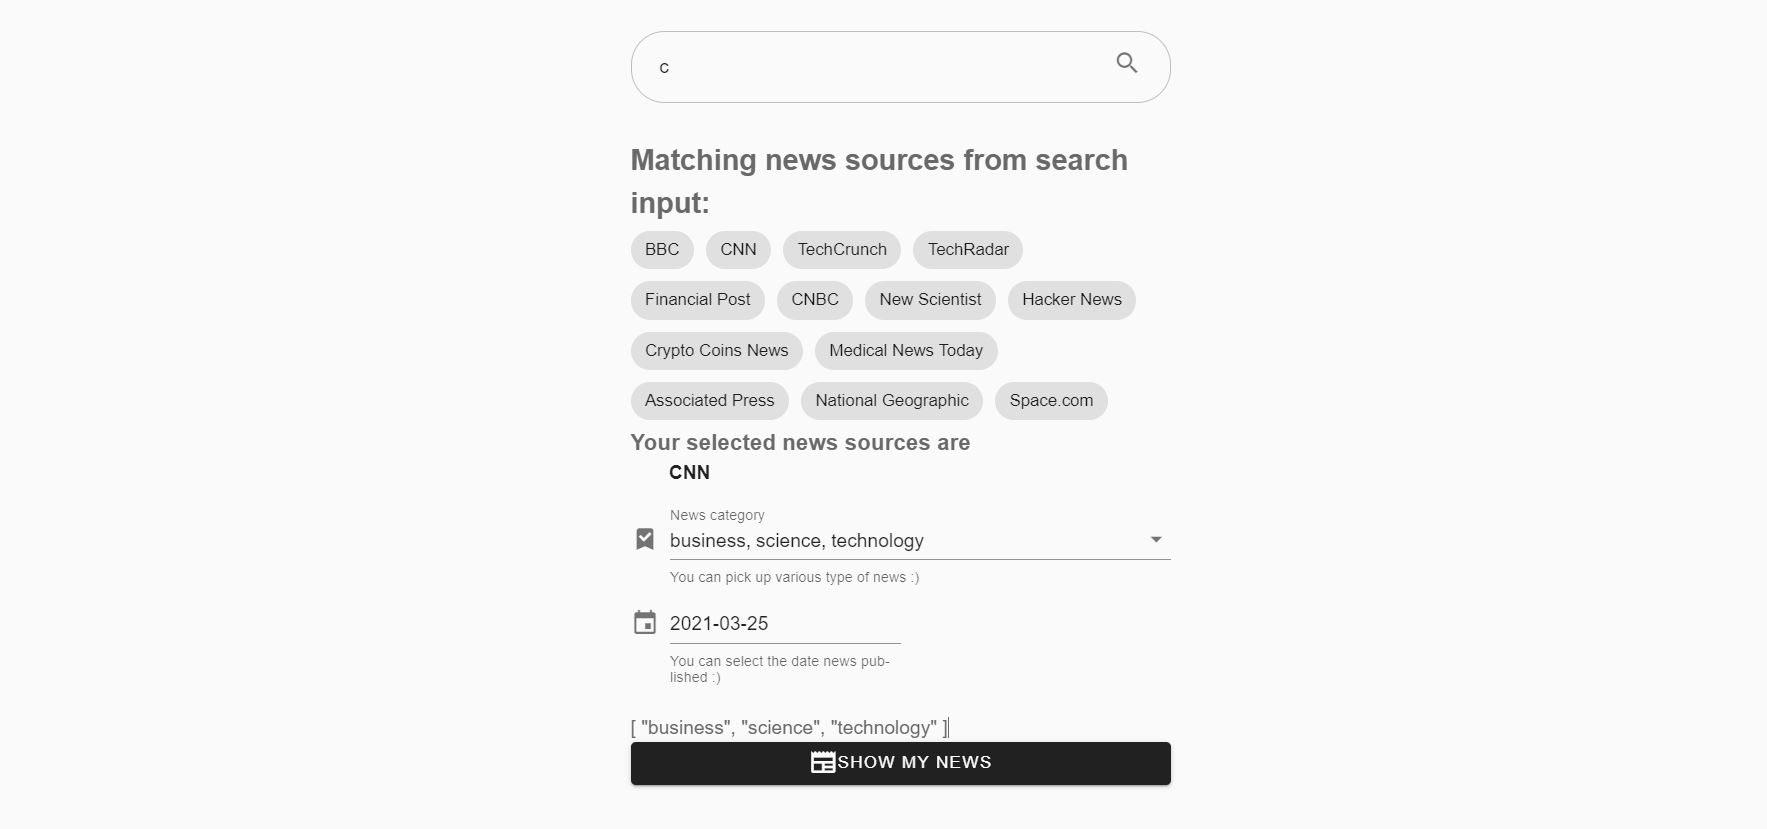 c
Matching news sources from search
input:
BBC CNN TechCrunch TechRadar
Financial Post CNBC New Scientist Hacker News
Crypto Coins News Medical News Today
Associated Press National Geographic Space.com
Your selected news sources are
CNN
News category
business, science, technology
You can pick up various type of news :)
2021-03-25
You can select the date news pub-
lished :)
[ "business", "science", "technology" ]
SHOW MY NEWS